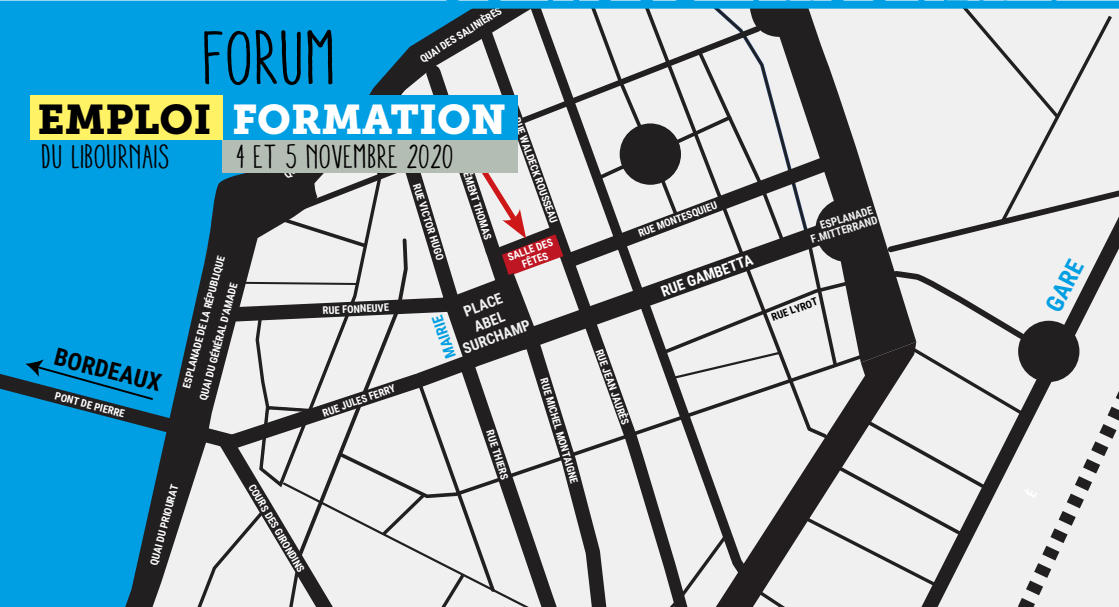 FORUM
EMPLOI FORMATION
DU LIBOURNAIS
4 ET 5 NOVEMBRE 2020
QUAI DES SALINIÈRES
RUE WALDECK ROUSSEAU
EMENT THOMAS
RUE VICTOR HUGO
RUE MONTESQUIEU
ESPLANADE
F.MITTERRAND
SALLE DES
FÊTES
RUE GAMBETTA
GARE
PLACE
ABEL
SURCHAMP
MAIRIE
RUE FONNEUVE
RUE LYROT
ESPLANADE DE LA RÉPUBLIQUE
QUAI DU GÉNÉRAL D'AMADE
BORDEAUX
PONT DE PIERRE
RUE JULES FERRY
RUE JEAN JAURÈS
RUE MICHEL MONTAIGNE
RUE THIERS
COURS DES GIRONDINS
QUAI DU PRIOURAT